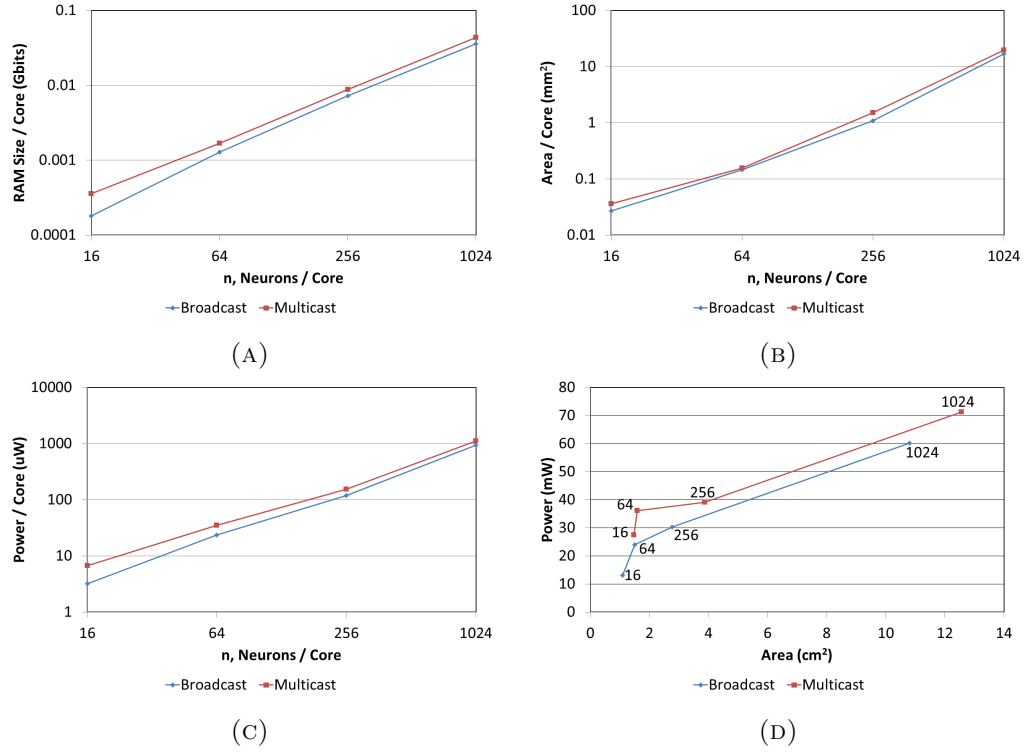 RAM Size / Core (Gbits)
0.1
0.01
0.001
0.0001
16 64 256 1024
n, Neurons / Core
Broadcast Multicast
(A)
Area / Core (mm²)
100
10
1
0.1
0.01
16 64 256 1024
n, Neurons / Core
Broadcast Multicast
(B)
Power / Core (uW)
10000
1000
100
10
1
16 64 256 1024
n, Neurons / Core
Broadcast Multicast
(C)
Power (mW)
80
70
60
50
40
30
20
10
0
1024
1024
64
256
16
64
256
16
0 2 4 6 8 10 12 14
Area (cm²)
Broadcast Multicast
(D)